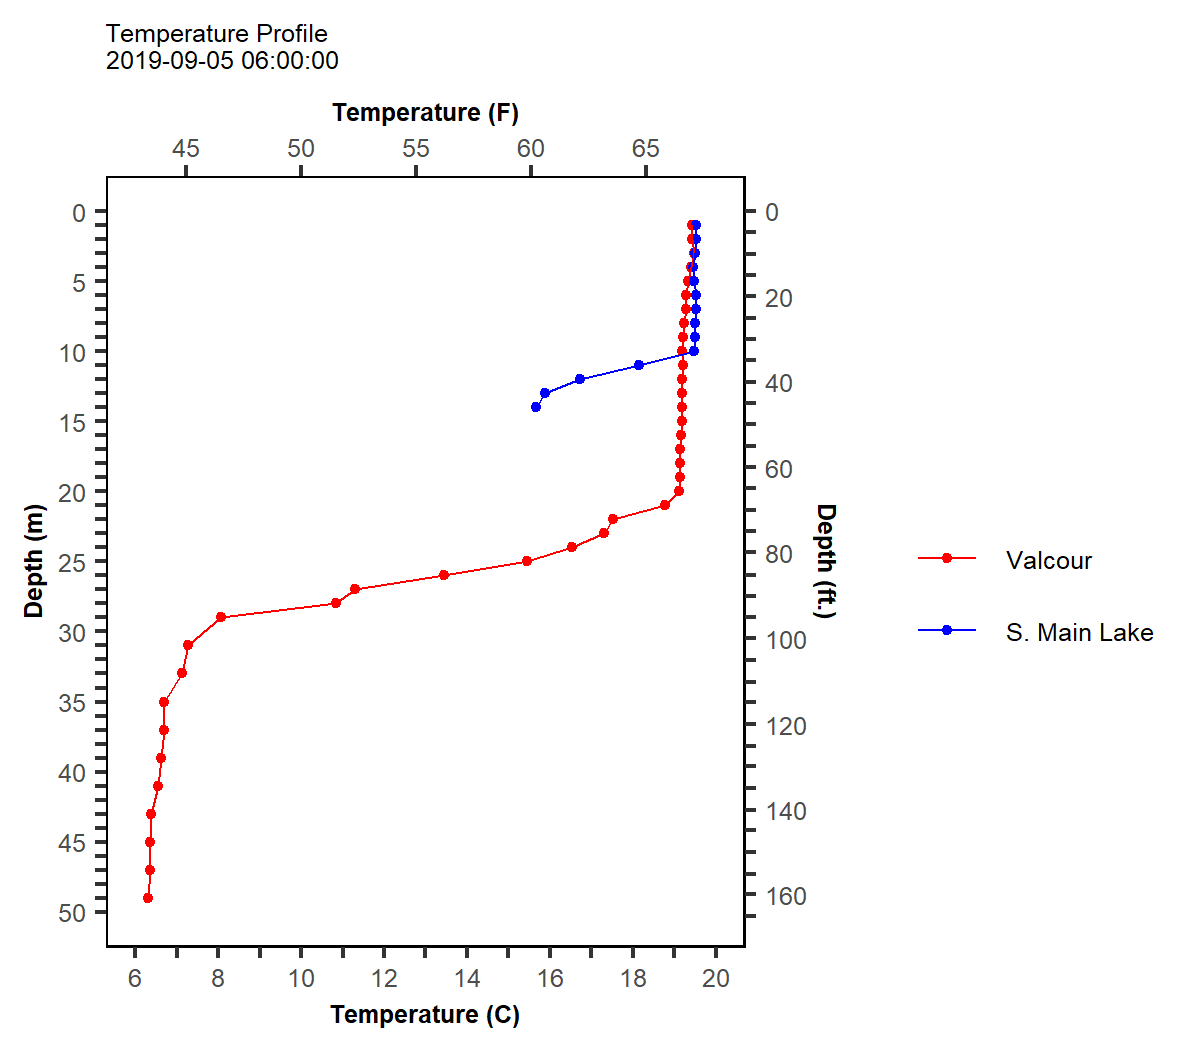 Temperature Profile
2019-09-05 06:00:00
Temperature (F)
45 50 55 60 65
0 0
5
20
10
40
15
60
20
Depth (m)
Depth (ft.)
80
25
Valcour
30
100
S. Main Lake
35
120
40
140
45
160
50
6 8 10 12 14 16 18 20
Temperature (C)